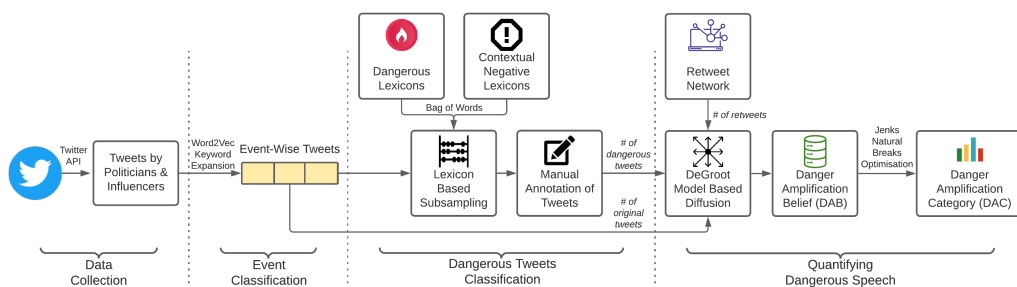 Twitter
API
Tweets by
Politicians &
Influencers
Word2Vec
Keyword
Expansion
Event-Wise Tweets
Dangerous
Lexicons
Contextual
Negative
Lexicons
Bag of Words
Lexicon
Based
Subsampling
Manual
Annotation of
Tweets
# of
dangerous
tweets
# of
original
tweets
Retweet
Network
# of retweets
DeGroot
Model Based
Diffusion
Danger
Amplification
Belief (DAB)
Jenks
Natural
Breaks
Optimisation
Danger
Amplification
Category (DAC)
Data
Collection
Event
Classification
Dangerous Tweets
Classification
Quantifying
Dangerous Speech